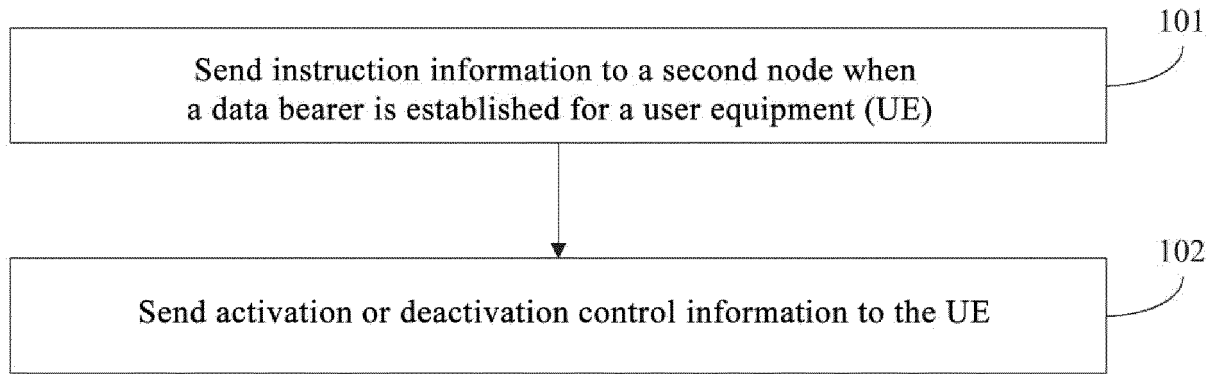 101
Send instruction information to a second node when
a data bearer is established for a user equipment (UE)
102
Send activation or deactivation control information to the UE